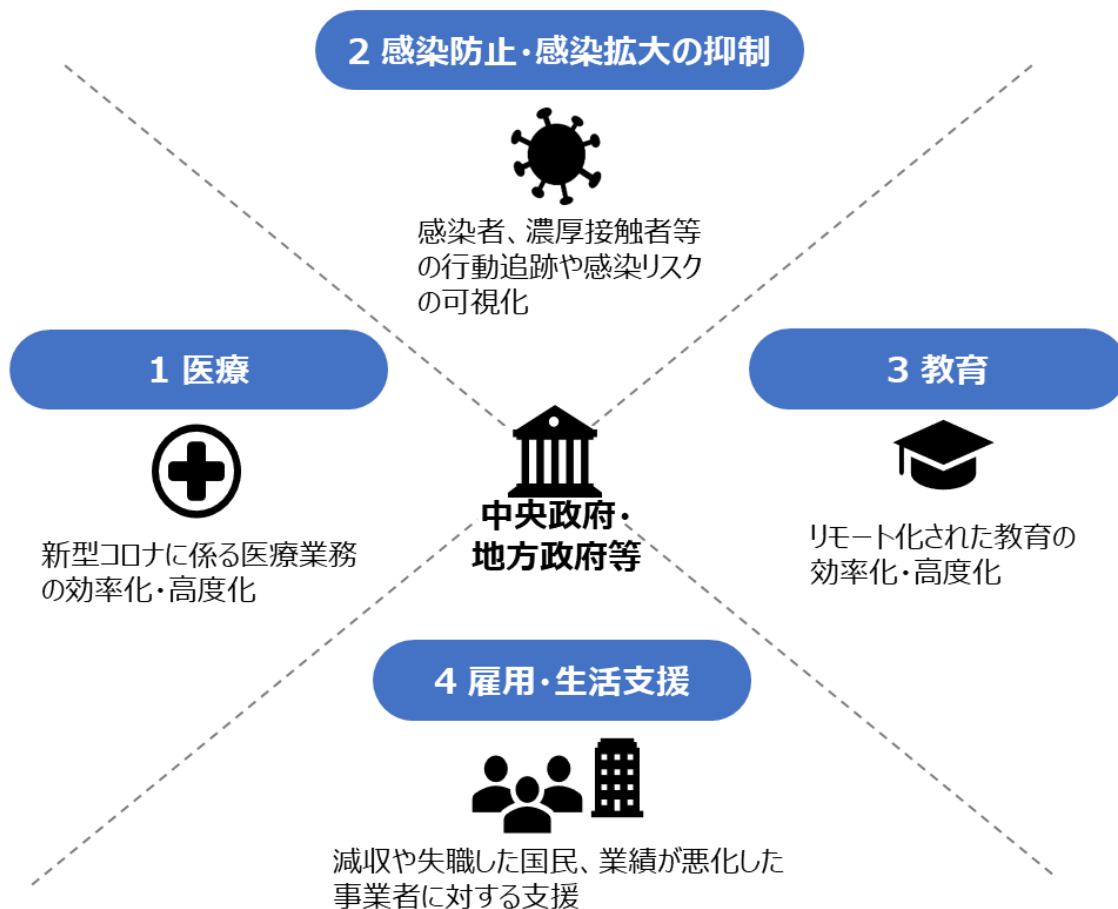 2 感染防止・感染拡大の抑制
感染者、濃厚接触者等
の行動追跡や感染リスク
の可視化
1 医療
新型コロナに係る医療業務
の効率化・高度化
3 教育
リモート化された教育の
効率化・高度化
中央政府・
地方政府等
4 雇用・生活支援
減収や失職した国民、業績が悪化した
事業者に対する支援